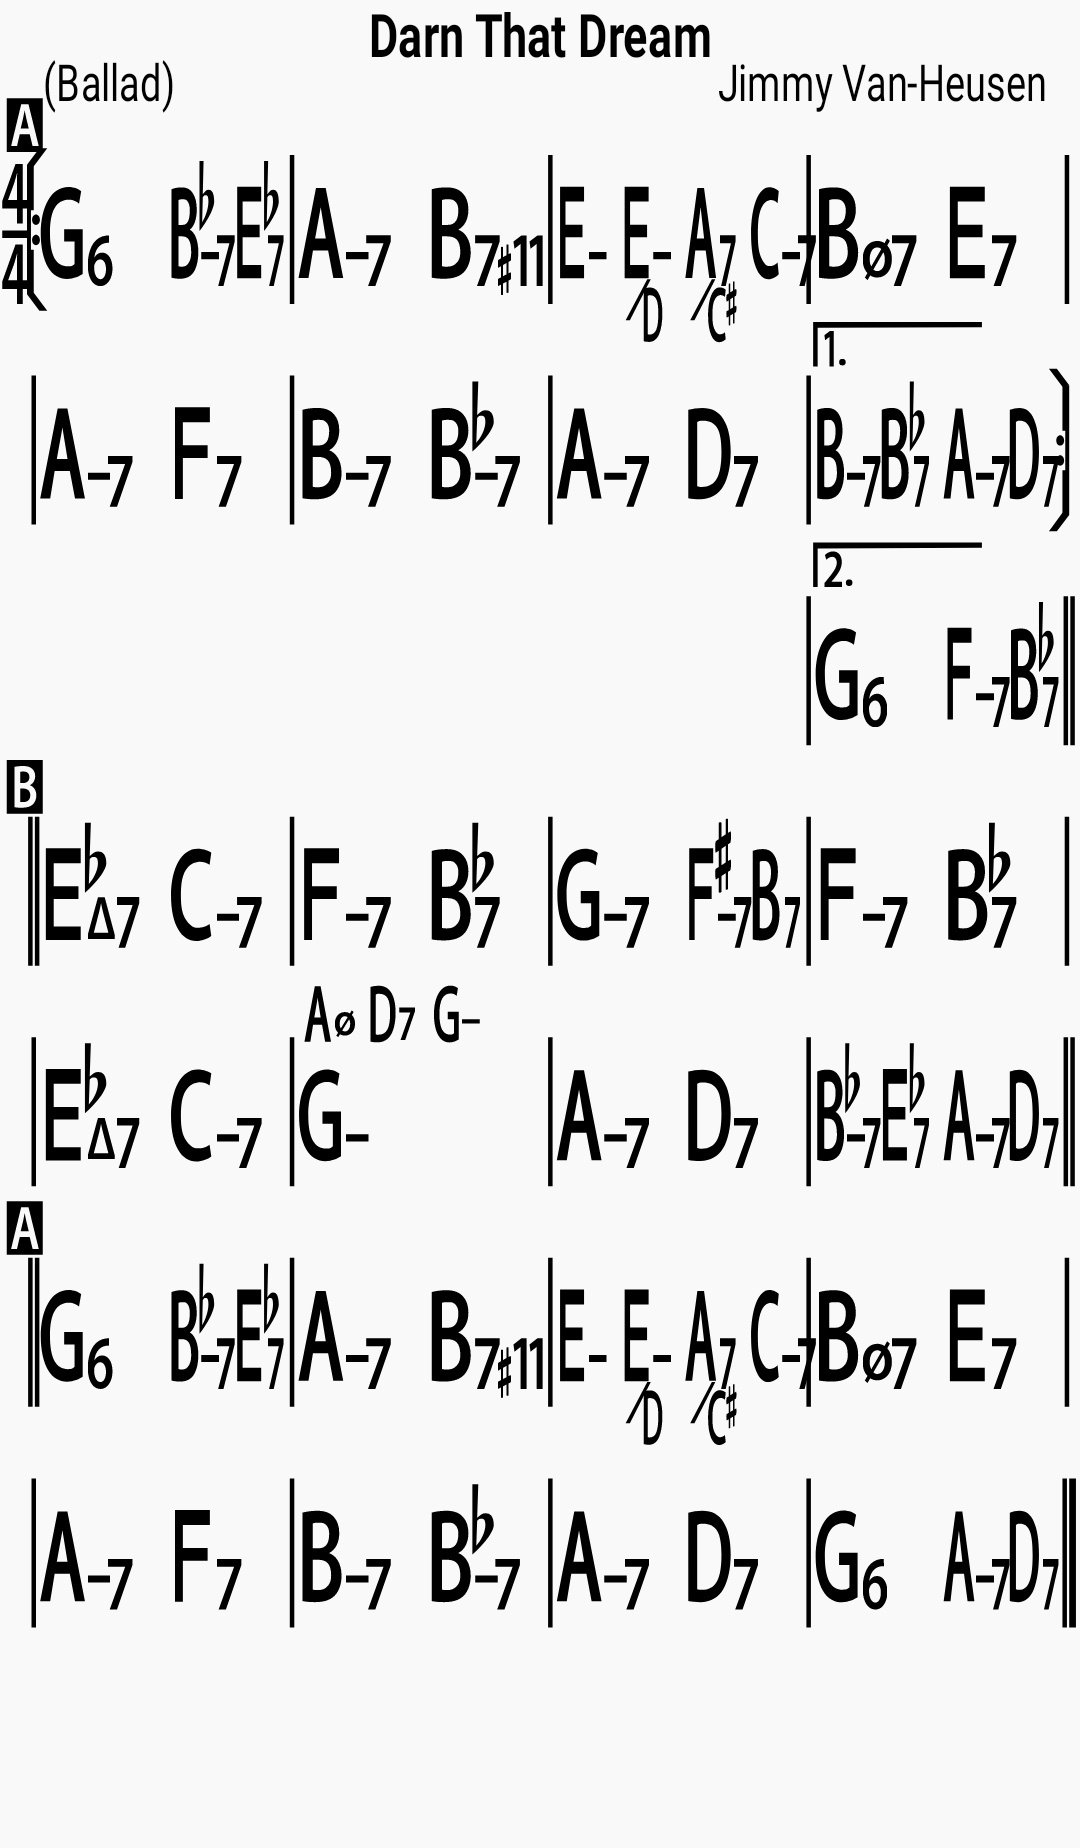 Darn That Dream
(Ballad) Jimmy Van-Heusen
A
4/4 G6 B♭–7 E♭7 A–7 B7♯11 E– E–/D A7/C♯ C–7 Bø7 E7
1.
A–7 F7 B–7 B♭–7 A–7 D7 B–7 B♭7 A–7 D7
2.
G6 F–7 B♭7
B
E♭Δ7 C–7 F–7 B♭7 G–7 F♯–7 B7 F–7 B♭7
Aø D7 G–
E♭Δ7 C–7 G– A–7 D7 B♭–7 E♭7 A–7 D7
A
G6 B♭–7 E♭7 A–7 B7♯11 E– E–/D A7/C♯ C–7 Bø7 E7
A–7 F7 B–7 B♭–7 A–7 D7 G6 A–7 D7